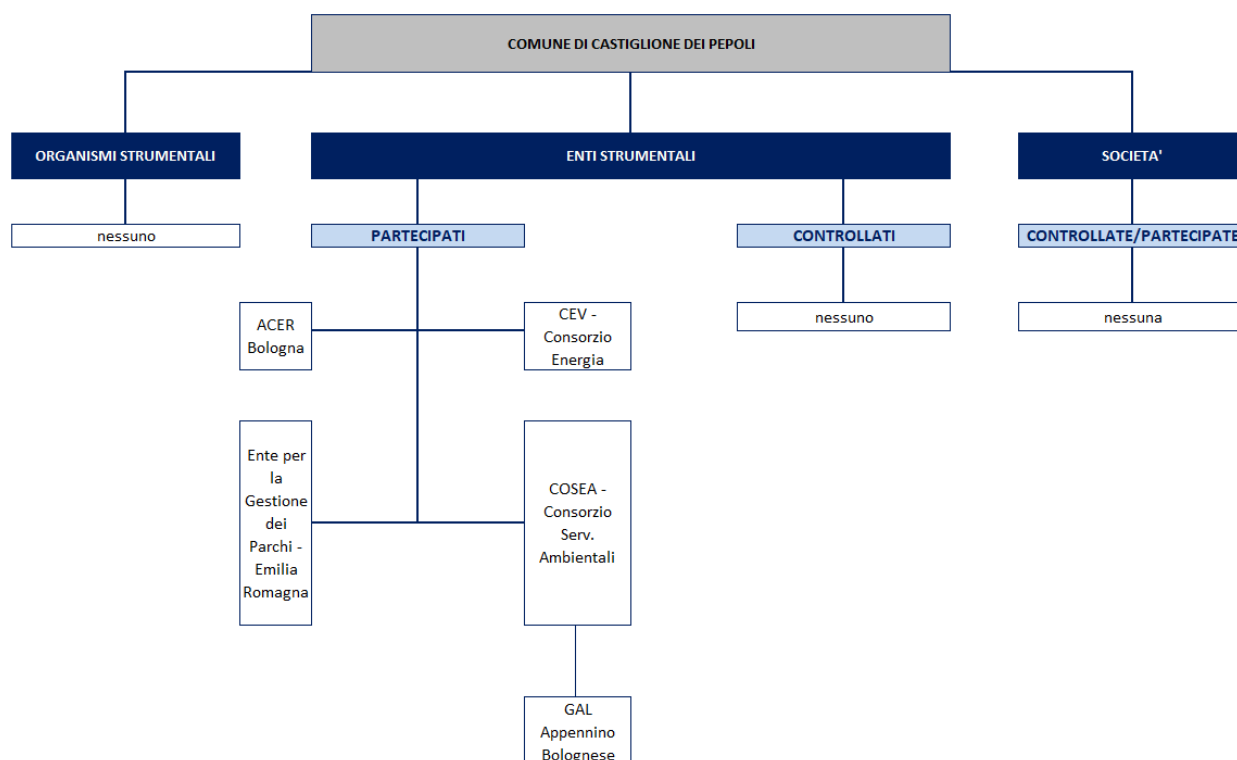 COMUNE DI CASTIGLIONE DEI PEPOLI
ORGANISMI STRUMENTALI
ENTI STRUMENTALI
SOCIETA'
nessuno
PARTECIPATI
CONTROLLATI
CONTROLLATE/PARTECIPATE
ACER
Bologna
CEV -
Consorzio
Energia
nessuno
nessuna
Ente per
la
Gestione
dei
Parchi -
Emilia
Romagna
COSEA -
Consorzio
Serv.
Ambientali
GAL
Appennino
Bolognese